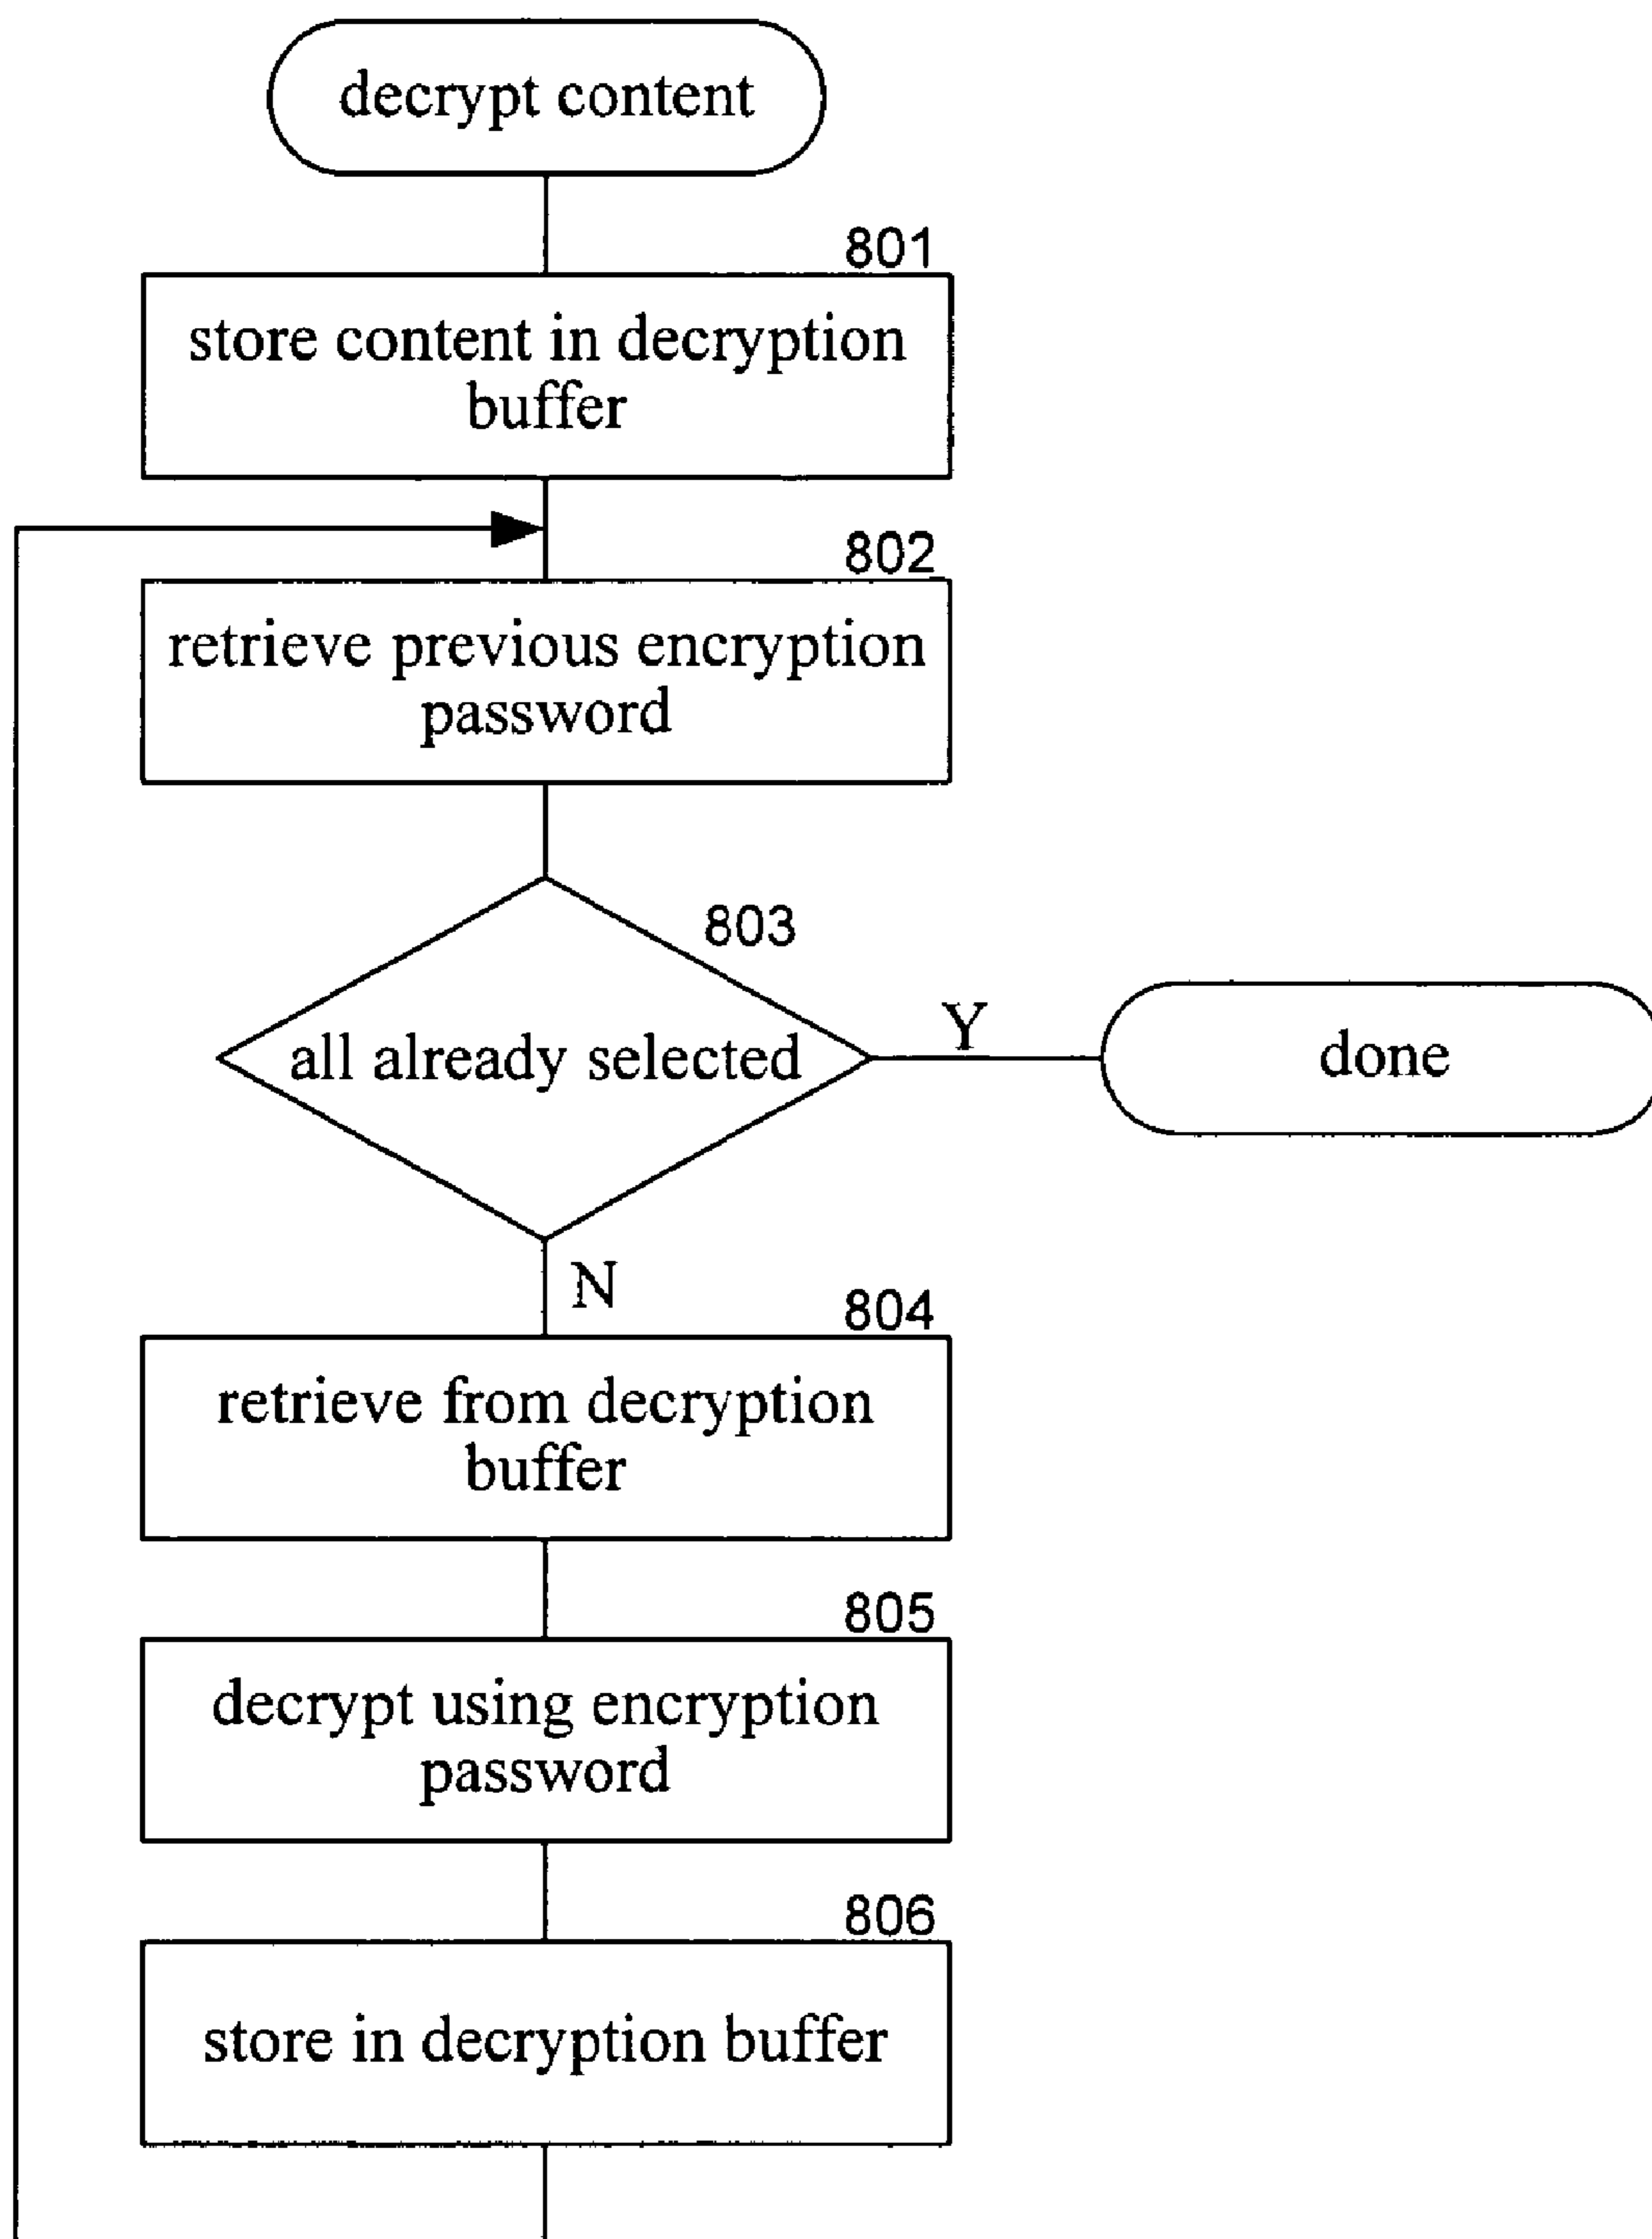 decrypt content
801
store content in decryption
buffer
802
retrieve previous encryption
password
803
all already selected
Y
done
N
804
retrieve from decryption
buffer
805
decrypt using encryption
password
806
store in decryption buffer